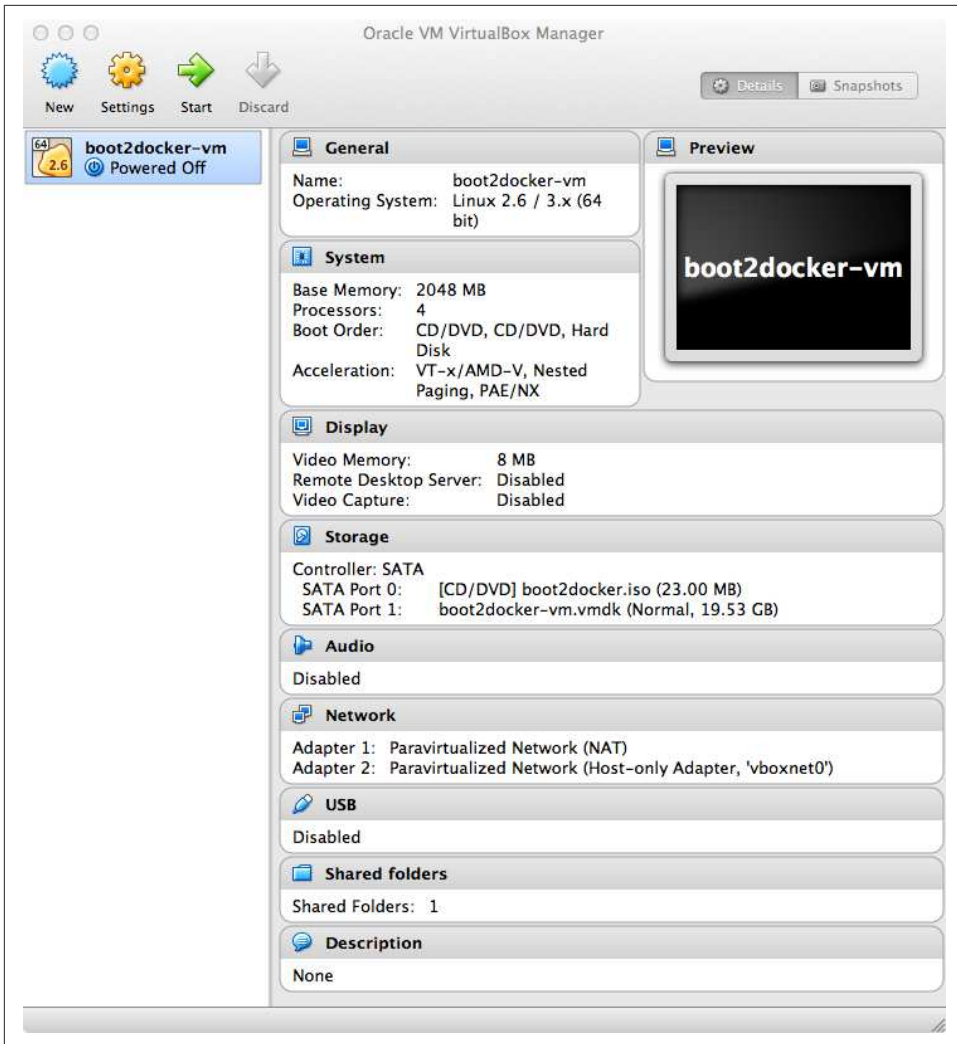 Oracle VM VirtualBox Manager
New Settings Start Discard
Details Snapshots
64
2.6
boot2docker-vm
Powered Off
General
Name: boot2docker-vm
Operating System: Linux 2.6 / 3.x (64
bit)
Preview
boot2docker-vm
System
Base Memory: 2048 MB
Processors: 4
Boot Order: CD/DVD, CD/DVD, Hard
Disk
Acceleration: VT-x/AMD-V, Nested
Paging, PAE/NX
Display
Video Memory: 8 MB
Remote Desktop Server: Disabled
Video Capture: Disabled
Storage
Controller: SATA
SATA Port 0: [CD/DVD] boot2docker.iso (23.00 MB)
SATA Port 1: boot2docker-vm.vmdk (Normal, 19.53 GB)
Audio
Disabled
Network
Adapter 1: Paravirtualized Network (NAT)
Adapter 2: Paravirtualized Network (Host-only Adapter, 'vboxnet0')
USB
Disabled
Shared folders
Shared Folders: 1
Description
None